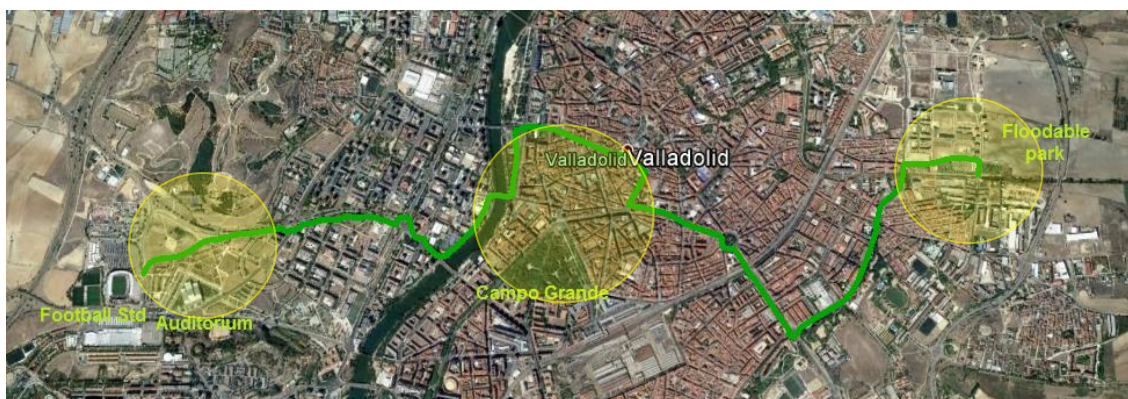 Floodable
park
Valladolid
Valladolid
Campo Grande
Football Std
Auditorium